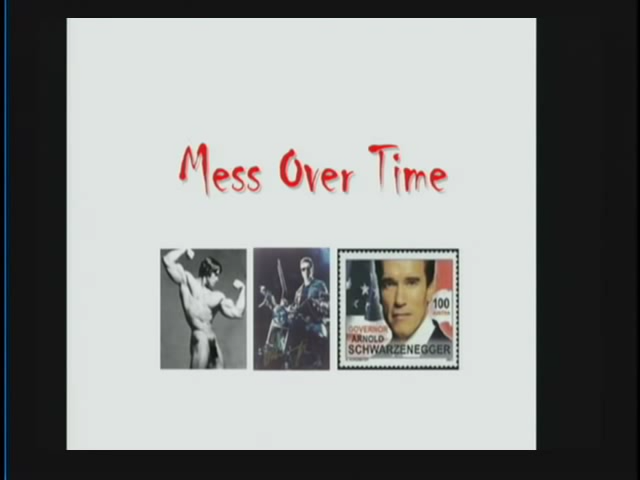 Mess Over Time
100
GOVERNOR
ARNOLD
SCHWARZENEGGER